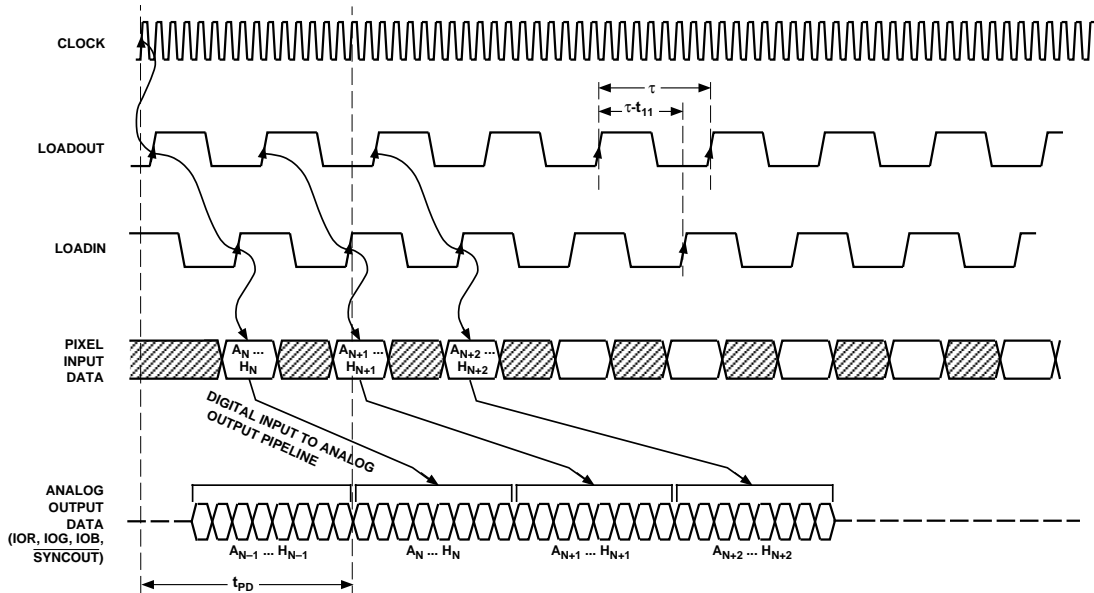 CLOCK
τ
τ-t11
LOADOUT
LOADIN
PIXEL
INPUT
DATA
AN ...
HN
AN+1 ...
HN+1
AN+2 ...
HN+2
DIGITAL INPUT TO ANALOG
OUTPUT PIPELINE
ANALOG
OUTPUT
DATA
(IOR, IOG, IOB,
SYNCOUT)
AN–1 ... HN–1
AN ... HN
AN+1 ... HN+1
AN+2 ... HN+2
tPD